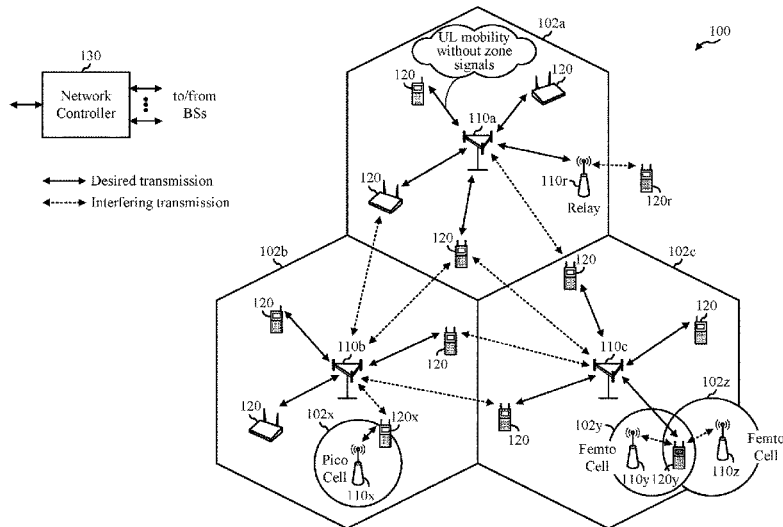 102a
100
UL mobility
without zone
signals
130
Network
Controller
to/from
BSs
120
120
110a
Desired transmission
Interfering transmission
120
110r
Relay
120r
102b
120
120
102c
120
120
110b
120
110c
120
120x
120
102z
102x
102y
Pico
Cell
110x
Femto
Cell
110y
120y
110z
Femto
Cell